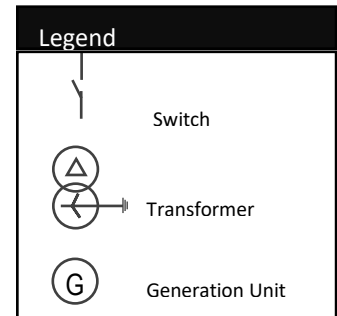 Legend
Switch
Transformer
G
Generation Unit